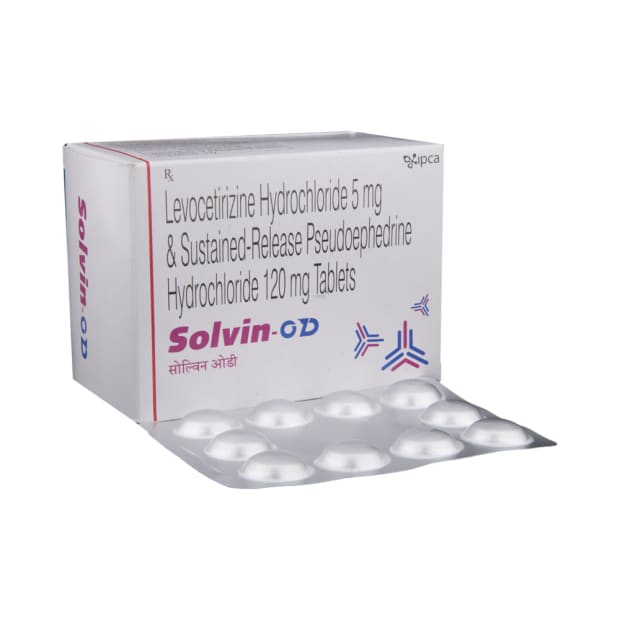 Rx
ipca
Levocetirizine Hydrochloride 5 mg
& Sustained-Release Pseudoephedrine
Hydrochloride 120 mg Tablets
Solvin-OD
सोल्विन ओडी
Solvin-OD